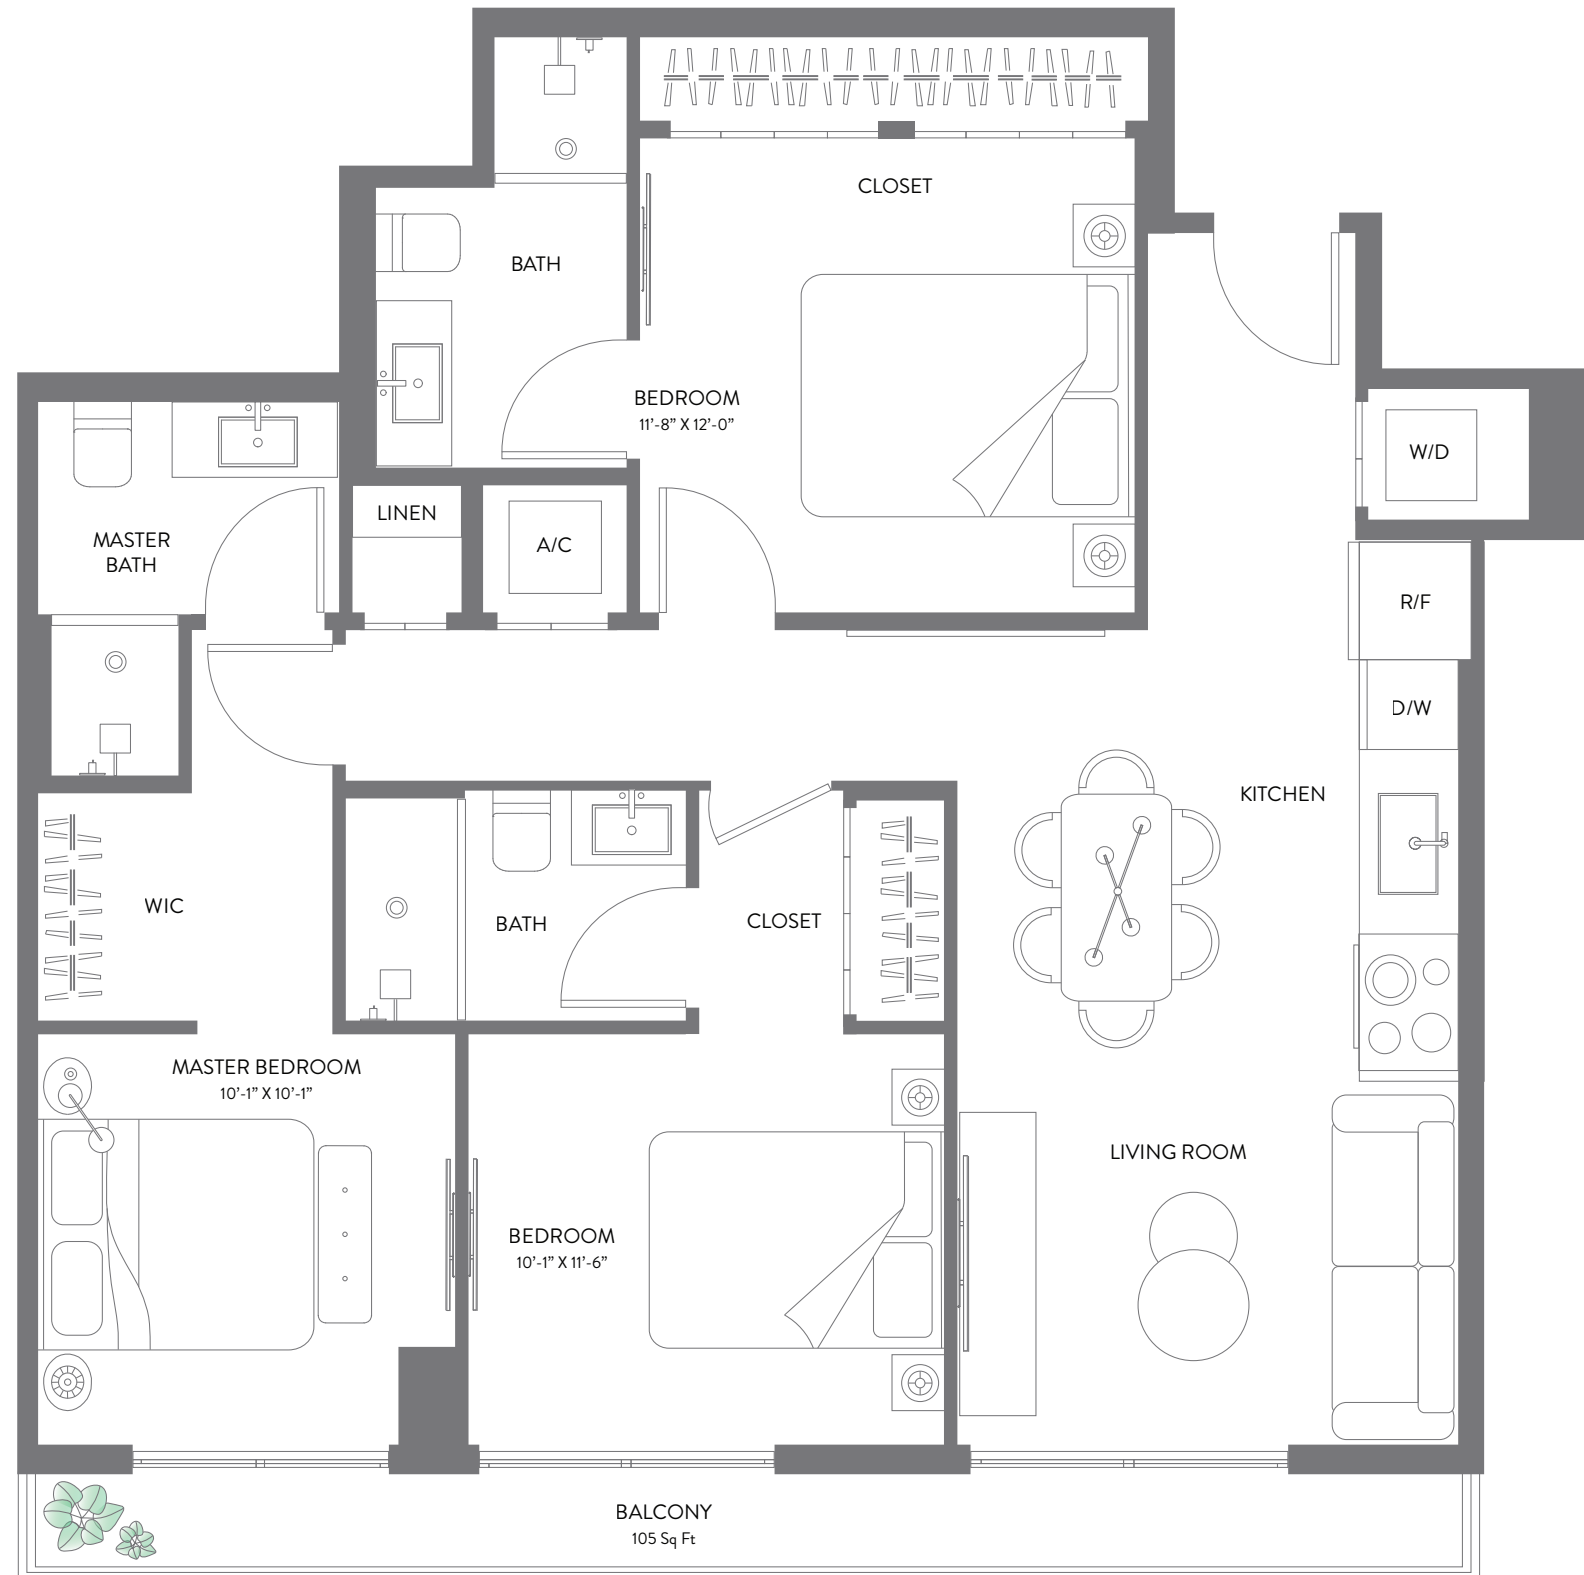 CLOSET
BATH
BEDROOM
11’-8” X 12’-0”
W/D
LINEN
A/C
MASTER
BATH
R/F
D/W
KITCHEN
WIC
BATH
CLOSET
MASTER BEDROOM
10’-1” X 10’-1”
LIVING ROOM
BEDROOM
10’-1” X 11’-6”
BALCONY
105 Sq Ft